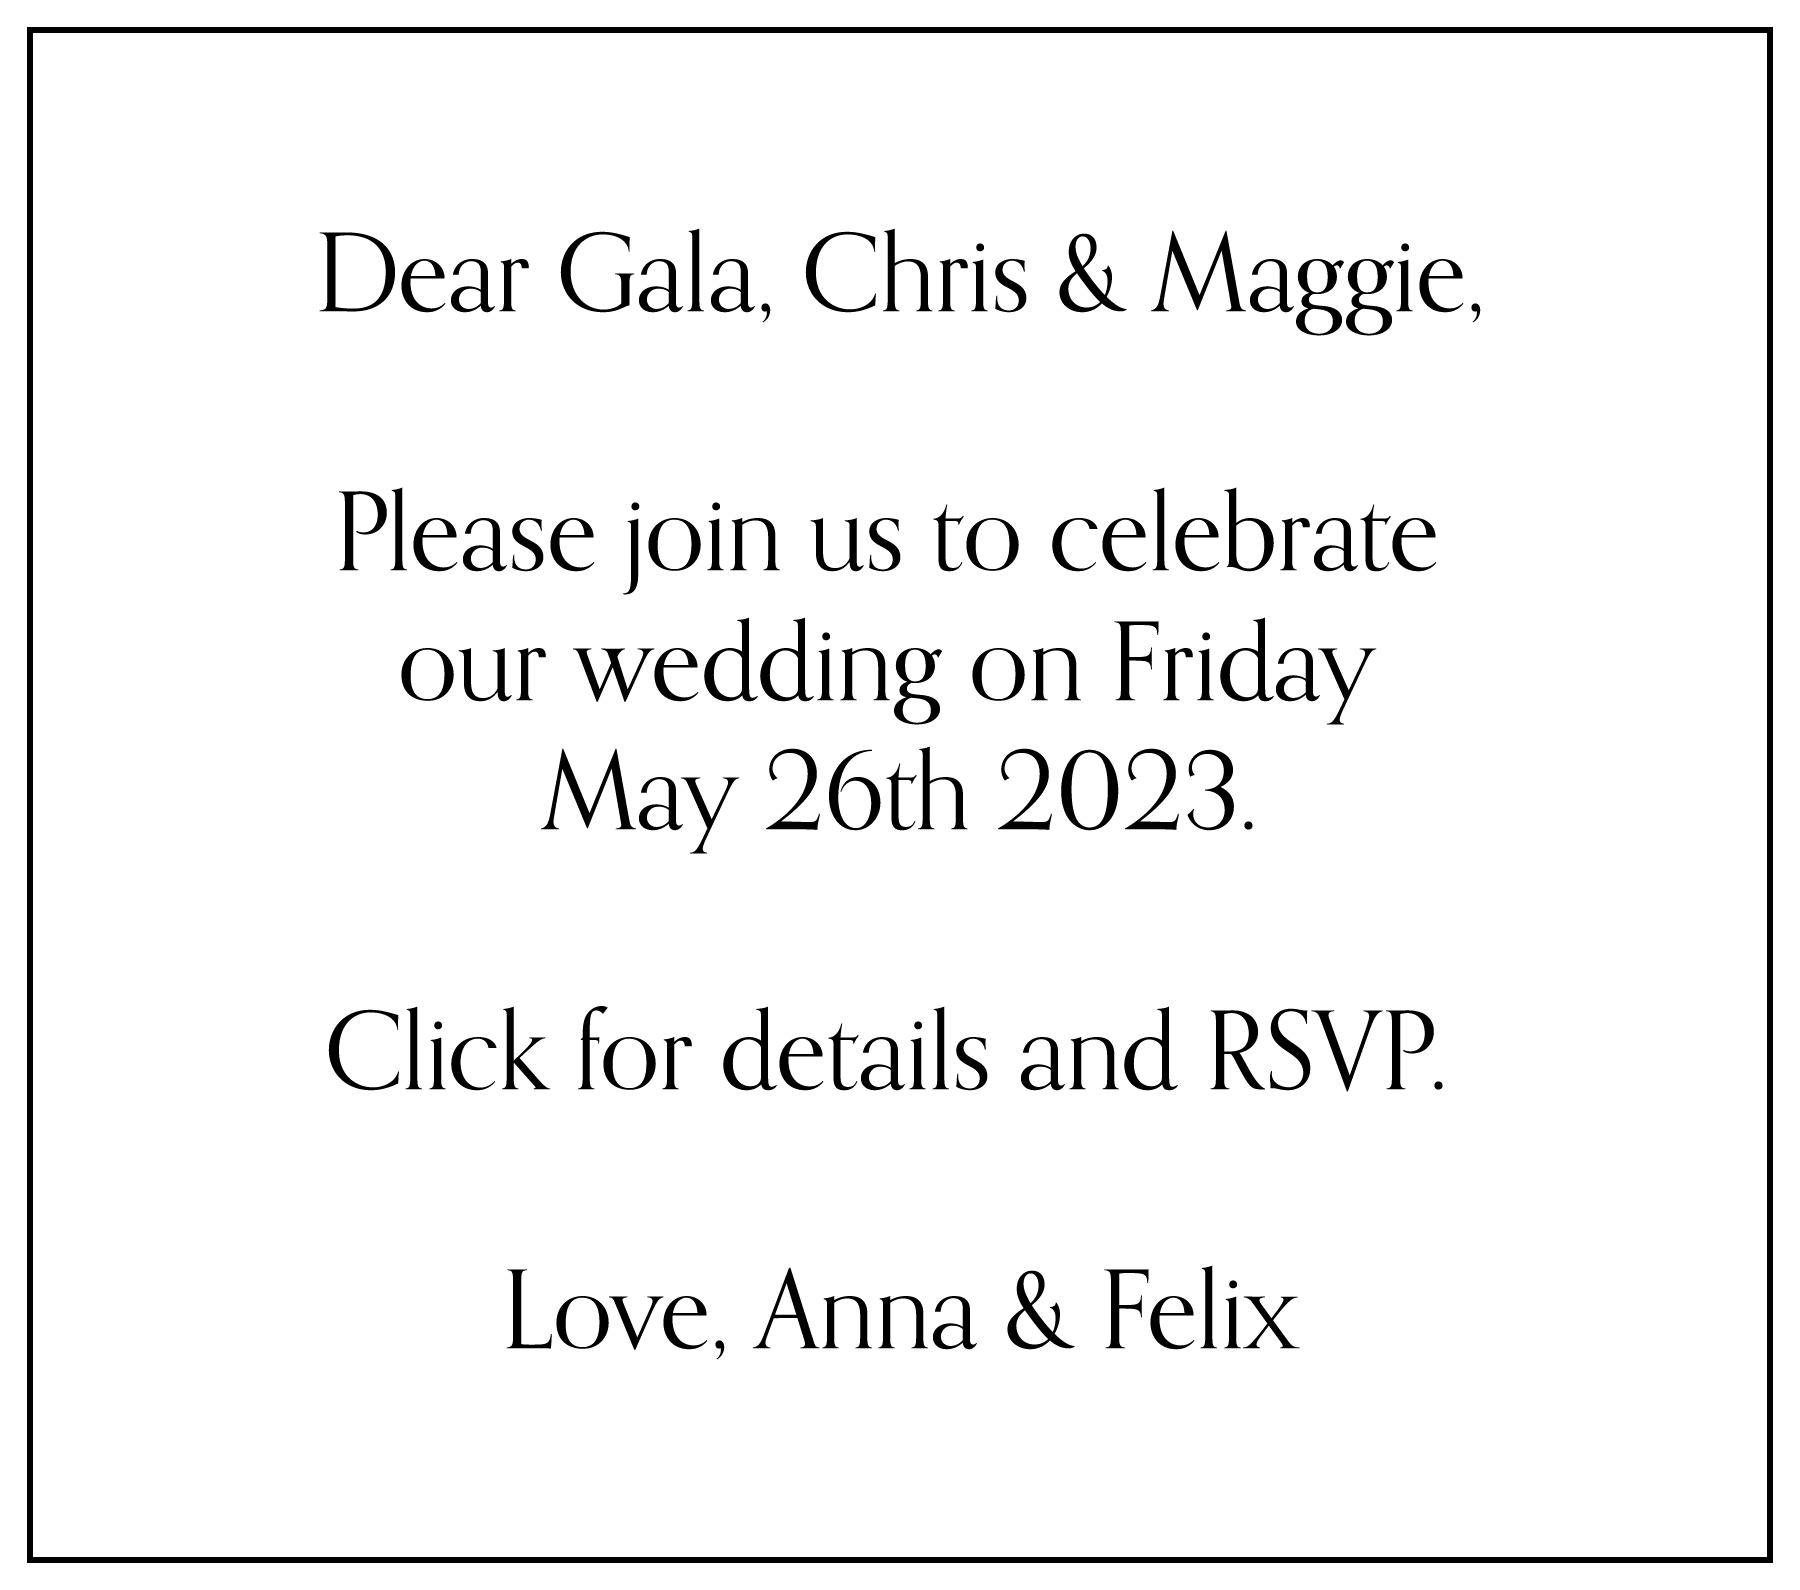 Dear Gala, Chris & Maggie,
Please join us to celebrate
our wedding on Friday
May 26th 2023.
Click for details and RSVP.
Love, Anna & Felix